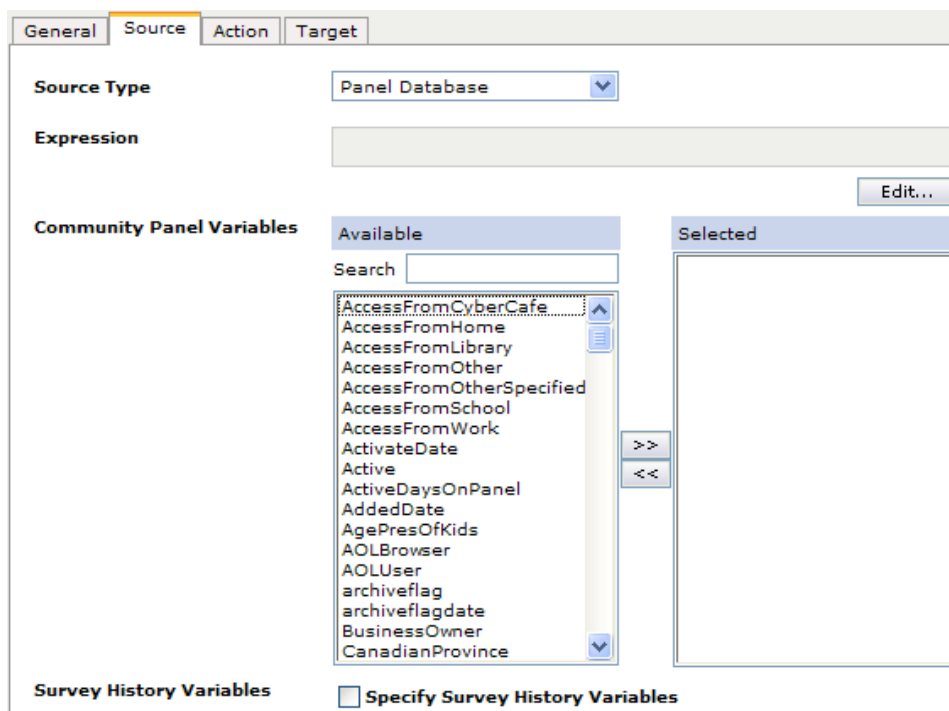 General Source Action Target
Source Type Panel Database
Expression
Edit...
Community Panel Variables Available Selected
Search
AccessFromCyberCafe
AccessFromHome
AccessFromLibrary
AccessFromOther
AccessFromOtherSpecified
AccessFromSchool
AccessFromWork
>>
ActivateDate
Active
<<
ActiveDaysOnPanel
AddedDate
AgePresOfKids
AOLBrowser
AOLUser
archiveflag
archiveflagdate
BusinessOwner
CanadianProvince
Survey History Variables Specify Survey History Variables